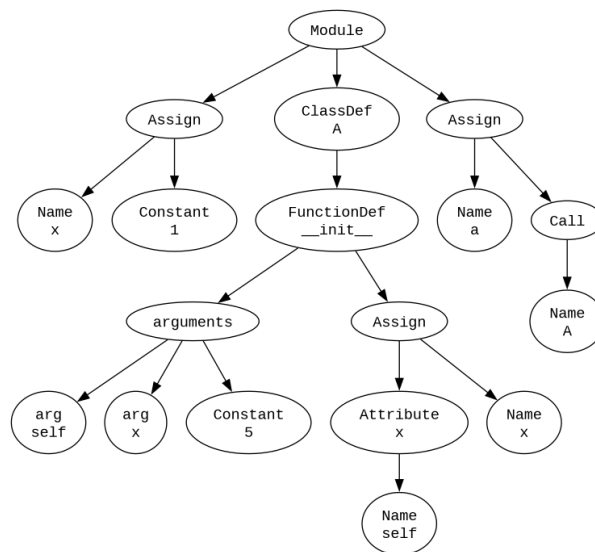 Module
Assign
ClassDef
A
Assign
Name
x
Constant
1
FunctionDef
__init__
Name
a
Call
Name
A
arguments
Assign
arg
self
arg
x
Constant
5
Attribute
x
Name
x
Name
self